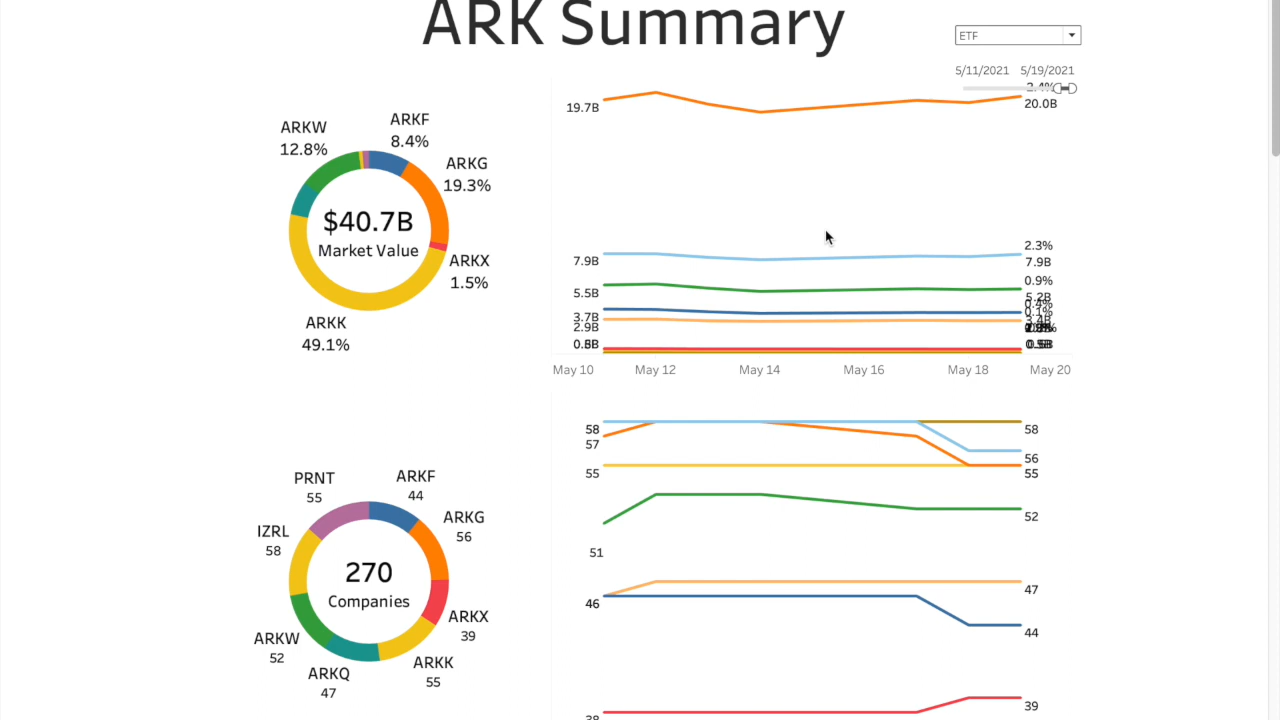 ARK Summary
ETF
5/11/2021 5/19/2021
19.7B
20.0B
ARKW
12.8%
ARKF
8.4%
ARKG
19.3%
$40.7B
Market Value
ARKX
1.5%
ARKK
49.1%
7.9B
5.5B
3.7B
2.9B
2.3%
7.9B
0.9%
5.2B
0.1%
May 10 May 12 May 14 May 16 May 18 May 20
PRNT
55
ARKF
44
IZRL
58
ARKG
56
270
Companies
ARKW
52
ARKX
39
ARKQ
47
ARKK
55
58
57
55
51
46
58
56
55
52
47
44
39